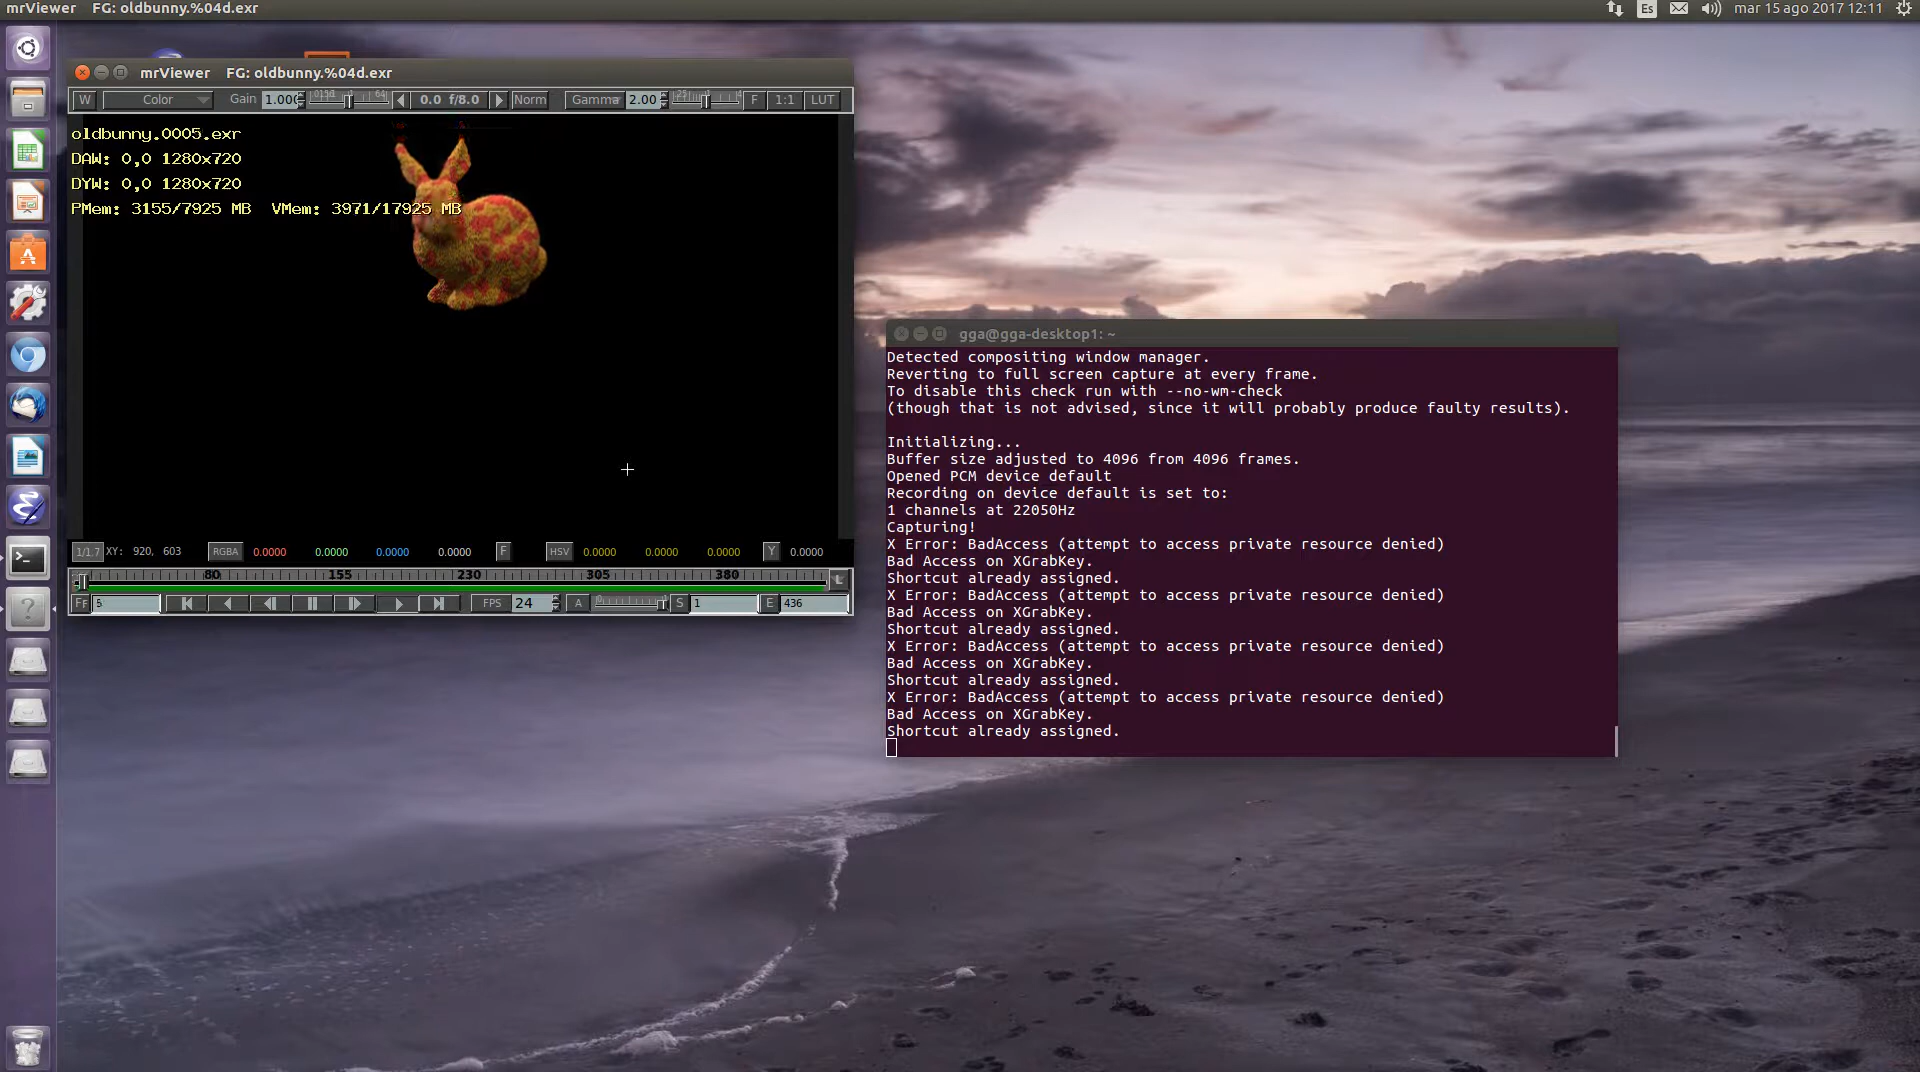 mrViewer FG: oldbunny.%04d.exr
Es mar 15 ago 2017 12:11
mrViewer FG: oldbunny.%04d.exr
W Color Gain 1.000 0.0 f/8.0 Norm Gamma 2.00 F 1:1 LUT
oldbunny.0005.exr
DAW: 0,0 1280x720
DYW: 0,0 1280x720
PMem: 3155/7925 MB VMem: 3971/17925 MB
1/1.7 XY: 920, 603 RGBA 0.0000 0.0000 0.0000 0.0000 F HSV 0.0000 0.0000 0.0000 Y 0.0000
80 155 230 305 380
FF 5 FPS 24 A S 1 E 436
gga@gga-desktop1: ~
Detected compositing window manager.
Reverting to full screen capture at every frame.
To disable this check run with --no-wm-check
(though that is not advised, since it will probably produce faulty results).
Initializing...
Buffer size adjusted to 4096 from 4096 frames.
Opened PCM device default
Recording on device default is set to:
1 channels at 22050Hz
Capturing!
X Error: BadAccess (attempt to access private resource denied)
Bad Access on XGrabKey.
Shortcut already assigned.
X Error: BadAccess (attempt to access private resource denied)
Bad Access on XGrabKey.
Shortcut already assigned.
X Error: BadAccess (attempt to access private resource denied)
Bad Access on XGrabKey.
Shortcut already assigned.
X Error: BadAccess (attempt to access private resource denied)
Bad Access on XGrabKey.
Shortcut already assigned.